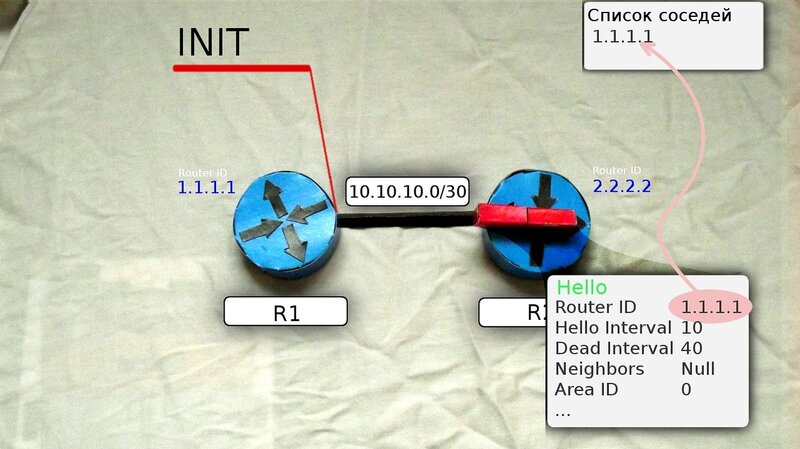 Список соседей
1.1.1.1
INIT
Router ID
1.1.1.1
10.10.10.0/30
Router ID
2.2.2.2
R1
Hello
Router ID 1.1.1.1
Hello Interval 10
Dead Interval 40
Neighbors Null
Area ID 0
...